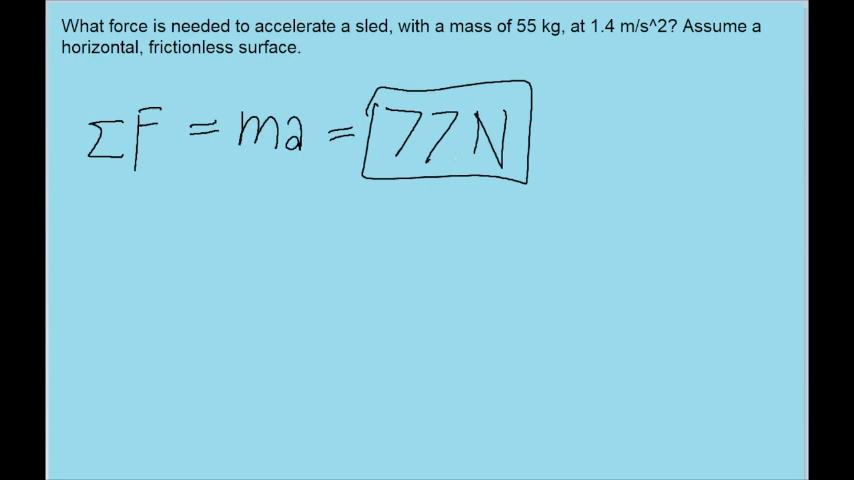 What force is needed to accelerate a sled, with a mass of 55 kg, at 1.4 m/s^2? Assume a
horizontal, frictionless surface.
ΣF = ma = 77N